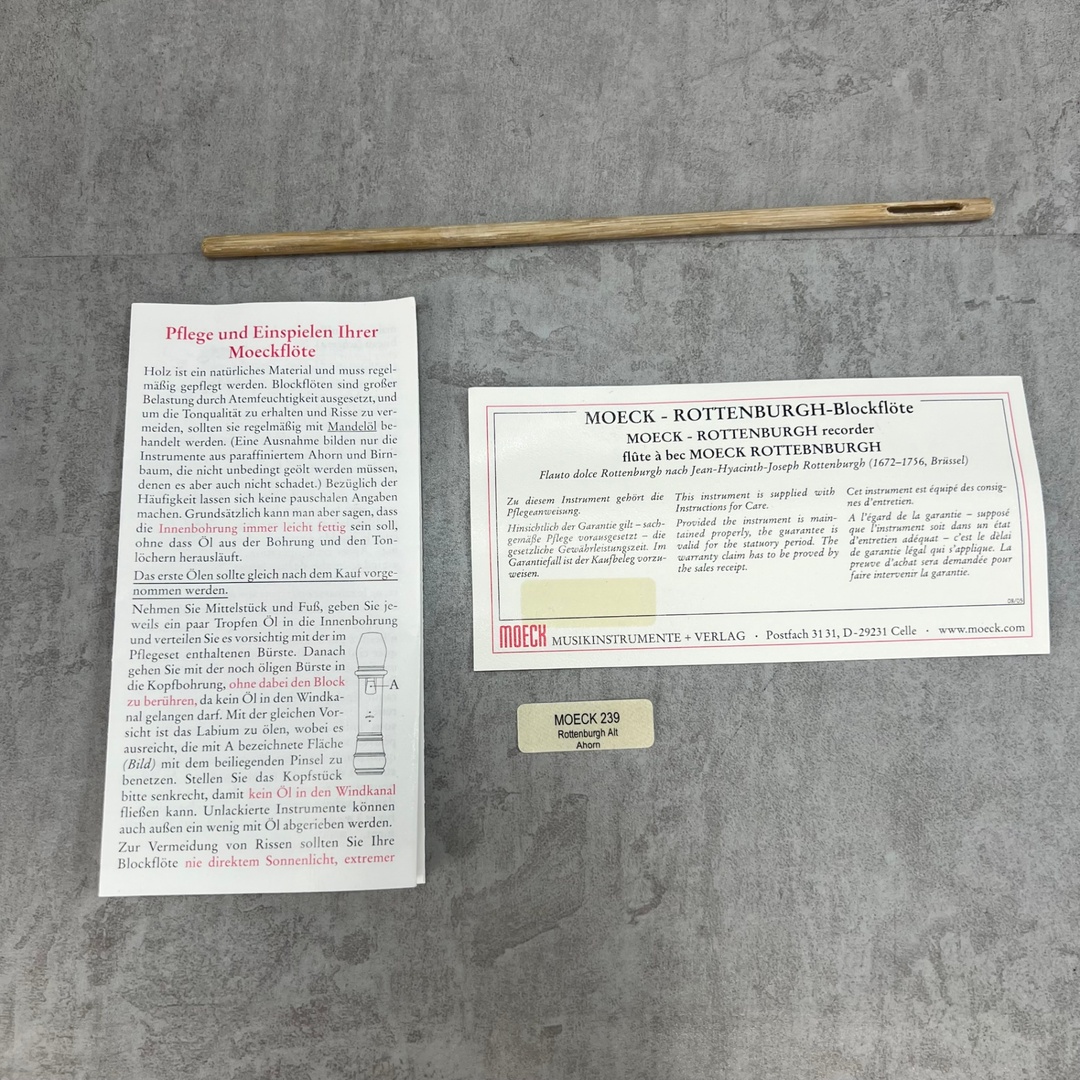 Pflege und Einspielen Ihrer
Moeckflöte
Holz ist ein natürliches Material und muss regel-
mäßig gepflegt werden. Blockflöten sind großer
Belastung durch Atemfeuchtigkeit ausgesetzt, und
um die Tonqualität zu erhalten und Risse zu ver-
meiden, sollten sie regelmäßig mit Mandelöl be-
handelt werden. (Eine Ausnahme bilden nur die
Instrumente aus paraffiniertem Ahorn und Birn-
baum, die nicht unbedingt geölt werden müssen,
denen es aber auch nicht schadet.) Bezüglich der
Häufigkeit lassen sich keine pauschalen Angaben
machen. Grundsätzlich kann man aber sagen, dass
die Innenbohrung immer leicht fettig sein soll,
ohne dass Öl aus der Bohrung und den Ton-
löchern herausläuft.
Das erste Ölen sollte gleich nach dem Kauf vorge-
nommen werden.
Nehmen Sie Mittelstück und Fuß, geben Sie je-
weils ein paar Tropfen Öl in die Innenbohrung
und verteilen Sie es vorsichtig mit der im
Pflegeset enthaltenen Bürste. Danach
gehen Sie mit der noch öligen Bürste in
die Kopfbohrung, ohne dabei den Block
zu berühren, da kein Öl in den Windka-
nal gelangen darf. Mit der gleichen Vor-
sicht ist das Labium zu ölen, wobei es
ausreicht, die mit A bezeichnete Fläche
(Bild) mit dem beiliegenden Pinsel zu
benetzen. Stellen Sie das Kopfstück
bitte senkrecht, damit kein Öl in den Windkanal
fließen kann. Unlackierte Instrumente können
auch außen ein wenig mit Öl abgerieben werden.
Zur Vermeidung von Rissen sollten Sie Ihre
Blockflöte nie direktem Sonnenlicht, extremer
A
MOECK - ROTTENBURGH-Blockflöte
MOECK - ROTTENBURGH recorder
flûte à bec MOECK ROTTEBNBURGH
Flauto dolce Rottenburgh nach Jean-Hyacinth-Joseph Rottenburgh (1672–1756, Brüssel)
Zu diesem Instrument gehört die
Pflegeanweisung.
Hinsichtlich der Garantie gilt – sach-
gemäße Pflege vorausgesetzt – die
gesetzliche Gewährleistungszeit. Im
Garantiefall ist der Kaufbeleg vorzu-
weisen.
This instrument is supplied with
Instructions for Care.
Provided the instrument is main-
tained properly, the guarantee is
valid for the statuory period. The
warranty claim has to be proved by
the sales receipt.
Cet instrument est équipé des consig-
nes d'entretien.
A l'égard de la garantie – supposé
que l'instrument soit dans un état
d'entretien adéquat – c'est le dèlai
de garantie légal qui s'applique. La
preuve d'achat sera demandée pour
faire intervenir la garantie.
08/05
MOECK MUSIKINSTRUMENTE + VERLAG · Postfach 3131, D-29231 Celle · www.moeck.com
MOECK 239
Rottenburgh Alt
Ahorn